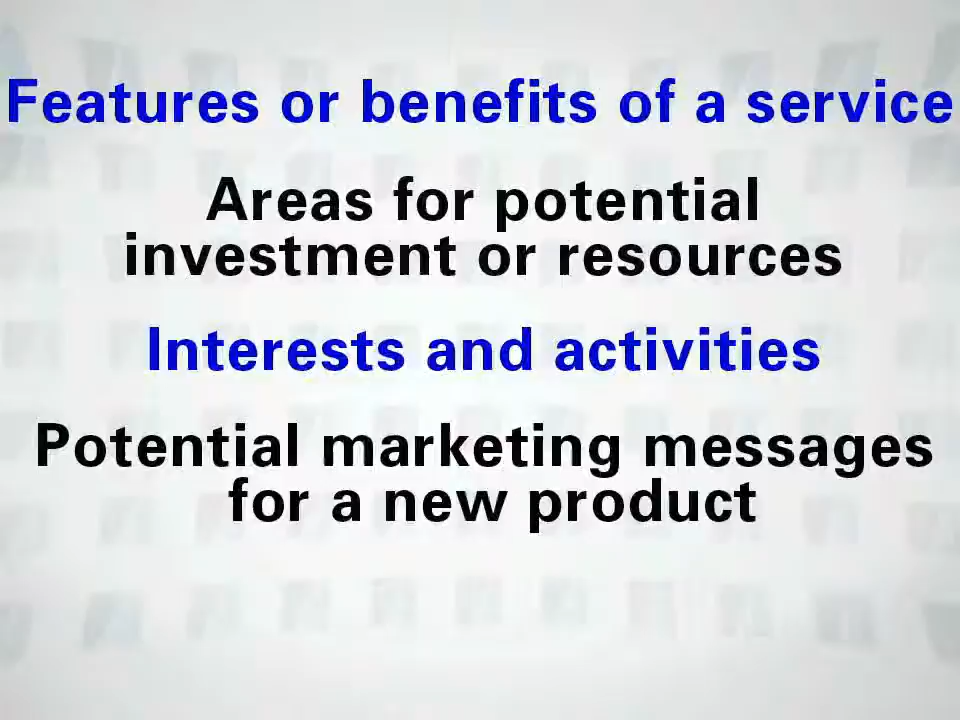 Features or benefits of a service
Areas for potential
investment or resources
Interests and activities
Potential marketing messages
for a new product